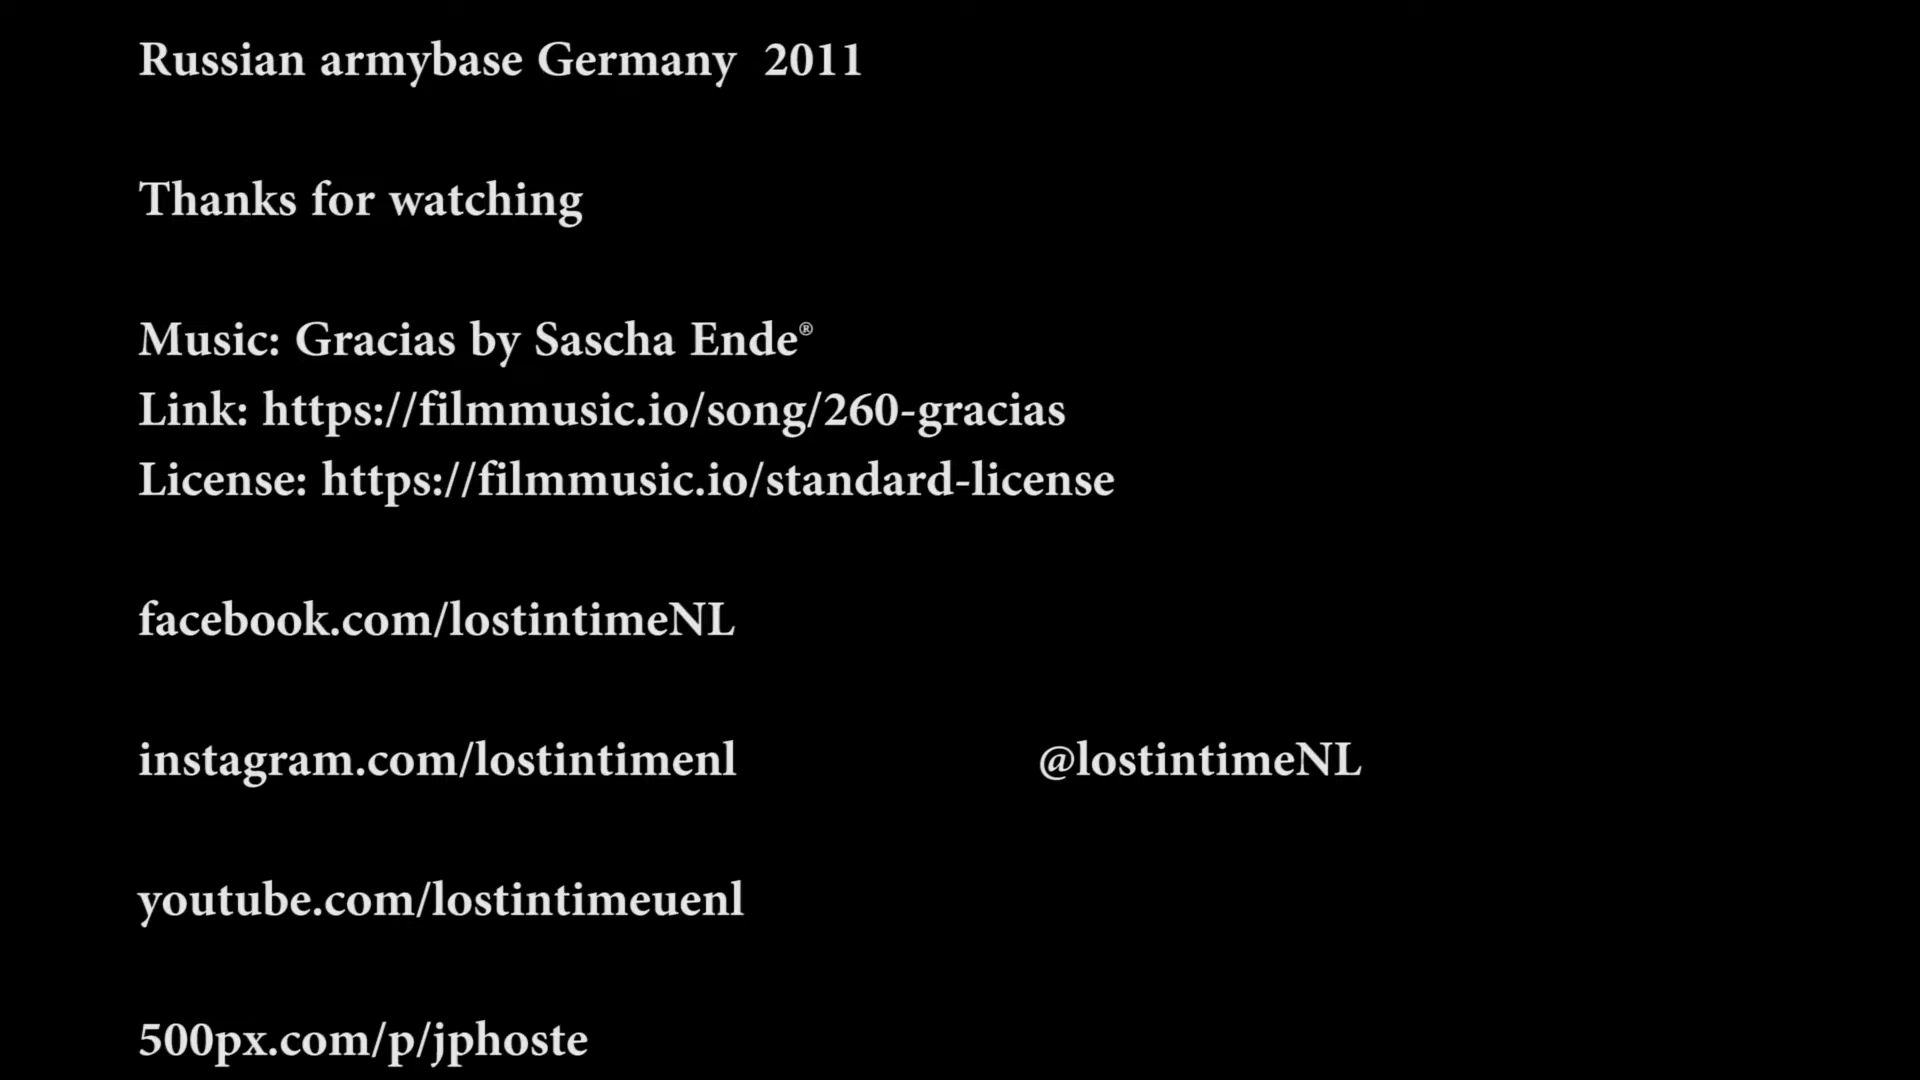 Russian armybase Germany  2011
Thanks for watching
Music: Gracias by Sascha Ende®
Link: https://filmmusic.io/song/260-gracias
License: https://filmmusic.io/standard-license
facebook.com/lostintimeNL
instagram.com/lostintimenl @lostintimeNL
youtube.com/lostintimeuenl
500px.com/p/jphoste